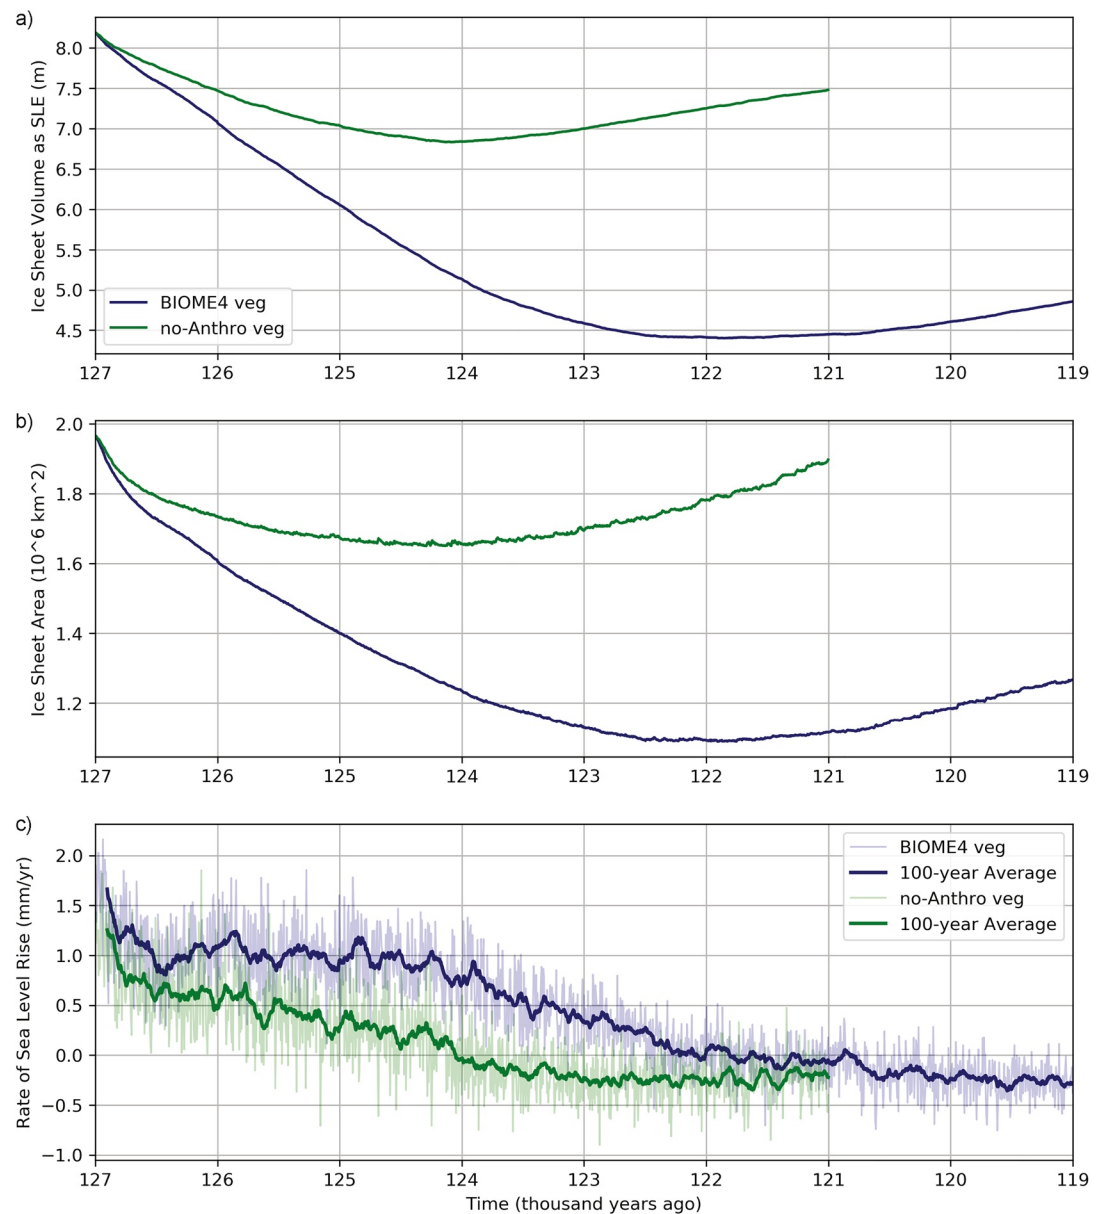 a)
Ice Sheet Volume as SLE (m)
8.0
7.5
7.0
6.5
6.0
5.5
5.0
4.5
BIOME4 veg
no-Anthro veg
127 126 125 124 123 122 121 120 119
b)
Ice Sheet Area (10^6 km^2)
2.0
1.8
1.6
1.4
1.2
127 126 125 124 123 122 121 120 119
c)
Rate of Sea Level Rise (mm/yr)
2.0
1.5
1.0
0.5
0.0
−0.5
−1.0
BIOME4 veg
100-year Average
no-Anthro veg
100-year Average
127 126 125 124 123 122 121 120 119
Time (thousand years ago)